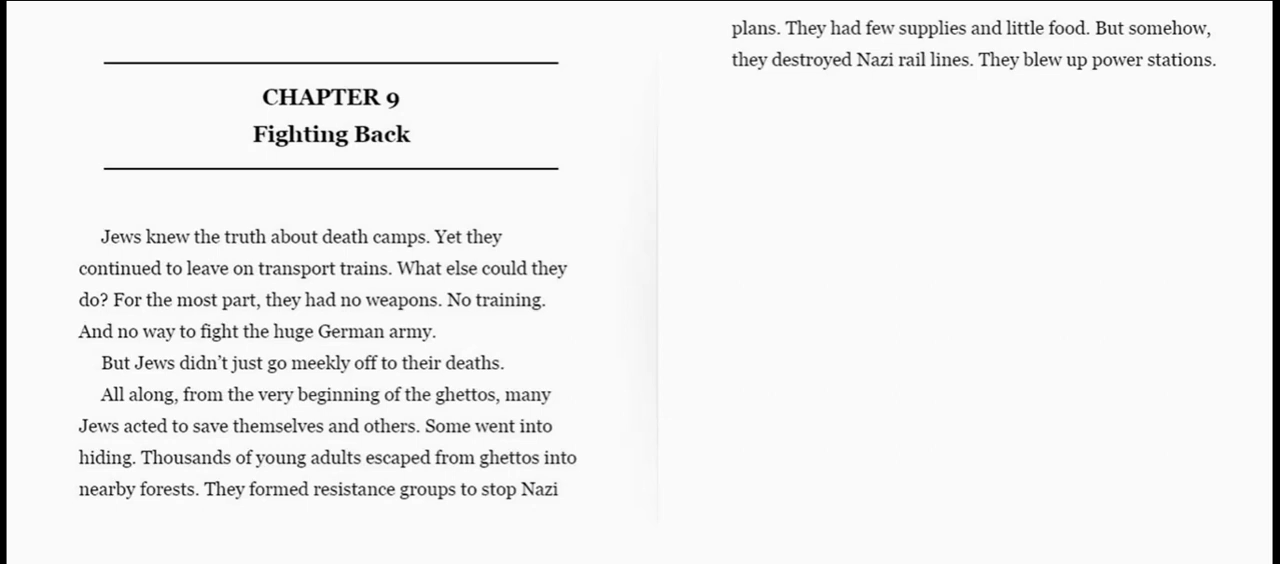 CHAPTER 9
Fighting Back
Jews knew the truth about death camps. Yet they
continued to leave on transport trains. What else could they
do? For the most part, they had no weapons. No training.
And no way to fight the huge German army.
But Jews didn’t just go meekly off to their deaths.
All along, from the very beginning of the ghettos, many
Jews acted to save themselves and others. Some went into
hiding. Thousands of young adults escaped from ghettos into
nearby forests. They formed resistance groups to stop Nazi
plans. They had few supplies and little food. But somehow,
they destroyed Nazi rail lines. They blew up power stations.